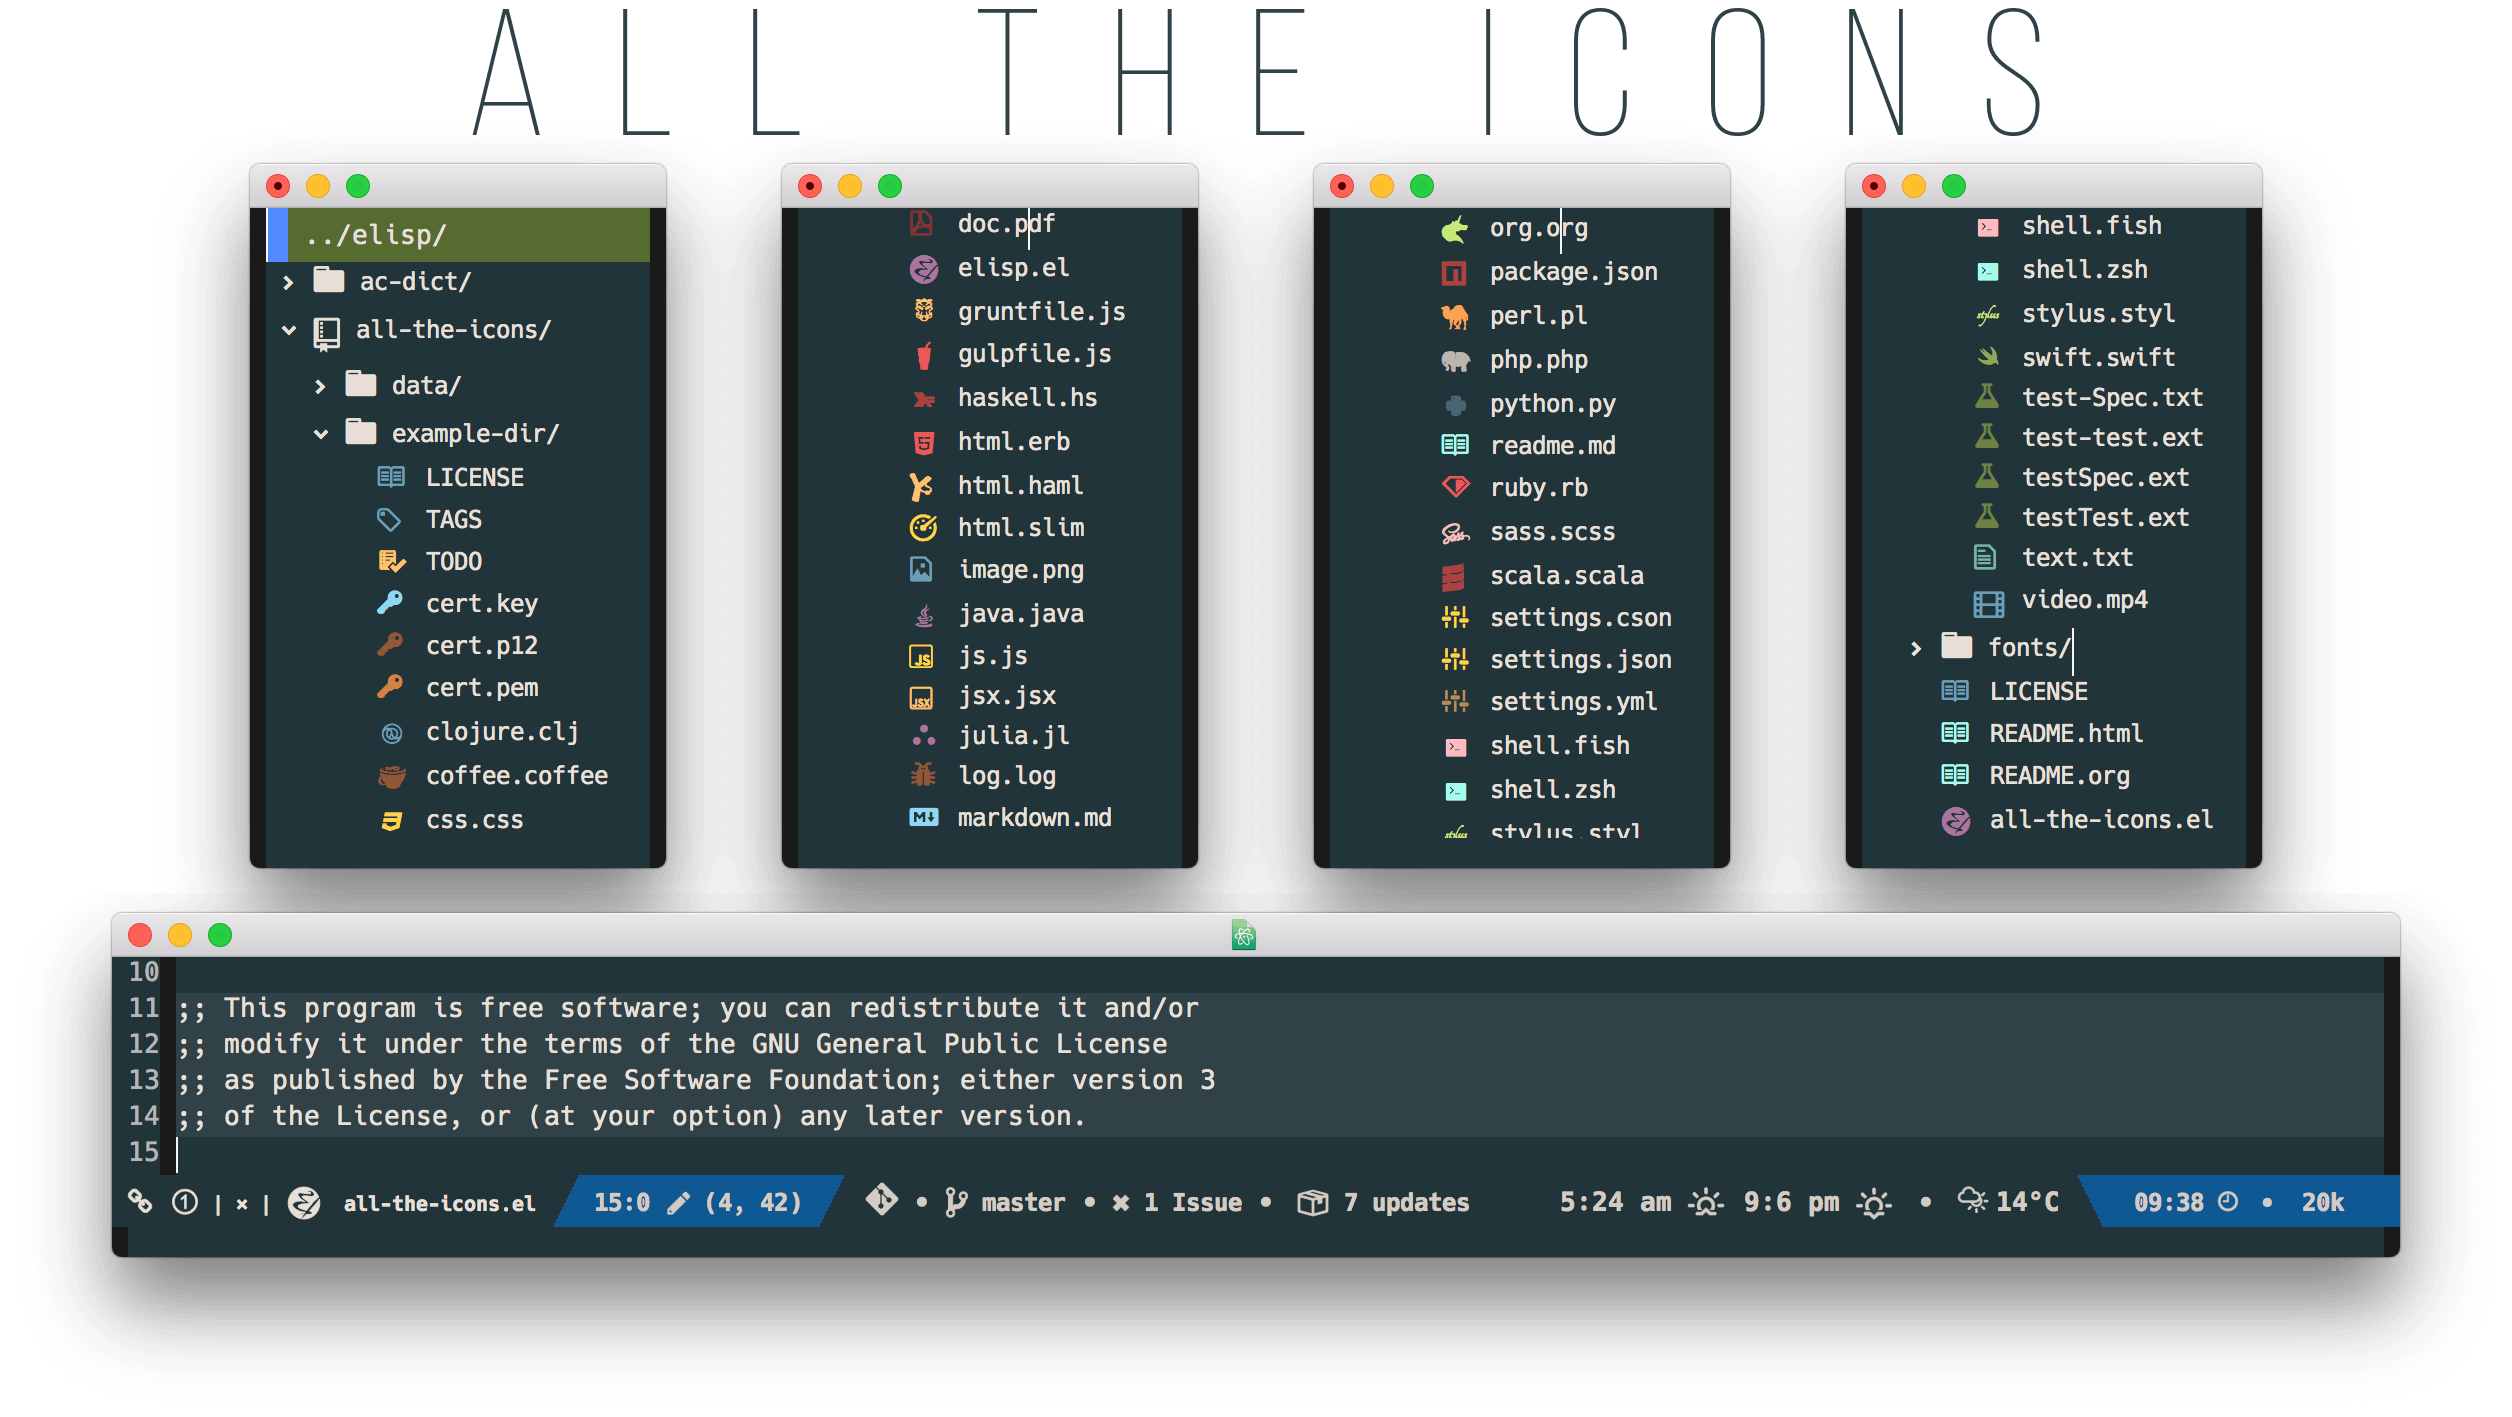 ALL THE ICONS
../elisp/
ac-dict/
all-the-icons/
data/
example-dir/
LICENSE
TAGS
TODO
cert.key
cert.p12
cert.pem
clojure.clj
coffee.coffee
css.css
doc.pdf
elisp.el
gruntfile.js
gulpfile.js
haskell.hs
html.erb
html.haml
html.slim
image.png
java.java
JS js.js
JSX jsx.jsx
julia.jl
log.log
M markdown.md
org.org
package.json
perl.pl
php.php
python.py
readme.md
ruby.rb
Sass sass.scss
scala.scala
settings.cson
settings.json
settings.yml
shell.fish
shell.zsh
stylus stylus.styl
shell.fish
shell.zsh
stylus stylus.styl
swift.swift
test-Spec.txt
test-test.ext
testSpec.ext
testTest.ext
text.txt
video.mp4
fonts/
LICENSE
README.html
README.org
all-the-icons.el
10
11 ;; This program is free software; you can redistribute it and/or
12 ;; modify it under the terms of the GNU General Public License
13 ;; as published by the Free Software Foundation; either version 3
14 ;; of the License, or (at your option) any later version.
15
1 | × | all-the-icons.el 15:0 (4, 42) • master • ✖ 1 Issue • 7 updates 5:24 am 9:6 pm • 14°C 09:38 • 20k